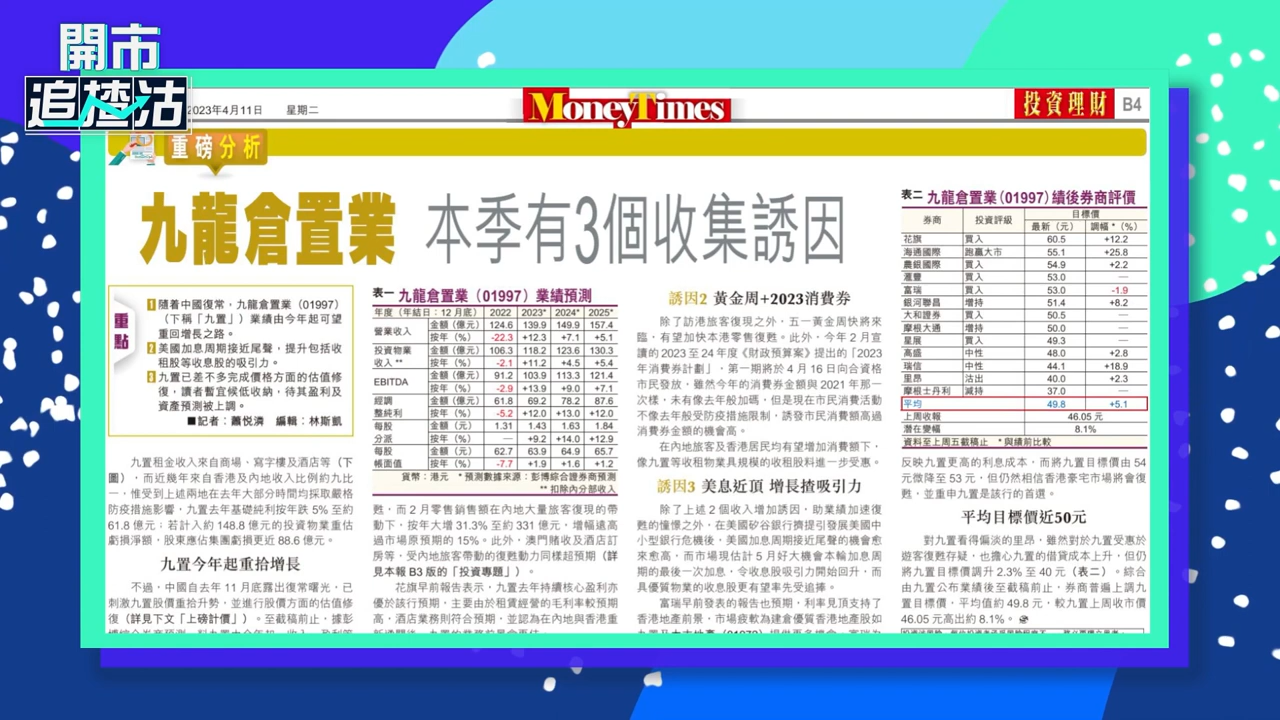 開市
追揸沽
2023年4月11日 星期二
MoneyTimes
投資理財 B4
重磅分析
九龍倉置業 本季有3個收集誘因
重點
1 隨着中國復常，九龍倉置業（01997）
（下稱「九置」）業績由今年起可望
重回增長之路。
2 美國加息周期接近尾聲，提升包括收
租股等收息股的吸引力。
3 九置已差不多完成價格方面的估值修
復，讀者暫宜候低收納，待其盈利及
資產預測被上調。
■記者：蕭悅漪 編輯：林斯凱
九置租金收入來自商場、寫字樓及酒店等（下
圖），而近幾年來自香港及內地收入比例約九比
一，惟受到上述兩地在去年大部分時間均採取嚴格
防疫措施影響，九置去年基礎純利按年跌 5% 至約
61.8 億元；若計入約 148.8 億元的投資物業重估
虧損淨額，股東應佔集團虧損更近 88.6 億元。
九置今年起重拾增長
不過，中國自去年 11 月底露出復常曙光，已
刺激九置股價重拾升勢，並進行股價方面的估值修
復（詳見下文「上磅計價」）。至截稿前止，據彭
表一 九龍倉置業（01997）業績預測
年度（年結日：12 月底） 2022 2023* 2024* 2025*
營業收入 金額（億元） 124.6 139.9 149.9 157.4
按年（%） -22.3 +12.3 +7.1 +5.1
投資物業收入** 金額（億元） 106.3 118.2 123.6 130.3
按年（%） -2.1 +11.2 +4.5 +5.4
EBITDA 金額（億元） 91.2 103.9 113.3 121.4
按年（%） -2.9 +13.9 +9.0 +7.1
經調整純利 金額（億元） 61.8 69.2 78.2 87.6
按年（%） -5.2 +12.0 +13.0 +12.0
每股分派 金額（元） 1.31 1.43 1.63 1.84
按年（%） — +9.2 +14.0 +12.9
每股帳面值 金額（元） 62.7 63.9 64.9 65.7
按年（%） -7.7 +1.9 +1.6 +1.2
貨幣：港元 *預測數據來源：彭博綜合證券商預測
**扣除內分部收入
甦，而 2 月零售銷售額在內地大量旅客復現的帶
動下，按年大增 31.3% 至約 331 億元，增幅遠高
過市場原預期的 15%。此外，澳門賭收及酒店訂
房等，受內地旅客帶動的復甦動力同樣超預期（詳
見本報 B3 版的「投資專題」）。
花旗早前報告表示，九置去年持續核心盈利亦
優於該行預期，主要由於租賃經營的毛利率較預期
高，酒店業務則符合預期，並認為在內地與香港重
誘因2 黃金周+2023消費券
除了訪港旅客復現之外，五一黃金周快將來
臨，有望加快本港零售復甦。此外，今年 2 月宣
讀的 2023 至 24 年度《財政預算案》提出的「2023
年消費券計劃」，第一期將於 4 月 16 日向合資格
市民發放，雖然今年的消費券金額與 2021 年那一
次樣，未有像去年般加碼，但是現在市民消費活動
不像去年般受防疫措施限制，誘發市民消費額高過
消費券金額的機會高。
在內地旅客及香港居民均有望增加消費額下，
像九置等收租物業具規模的收租股料進一步受惠。
誘因3 美息近頂 增長揸吸引力
除了上述 2 個收入增加誘因，助業績加速復
甦的憧憬之外，在美國矽谷銀行擠提引發美國中
小型銀行危機後，美國加息周期接近尾聲的機會愈
來愈高，而市場現估計 5 月好大機會本輪加息周
期的最後一次加息，令收息股吸引力開始回升，而
具優質物業的收息股更有望率先受追捧。
富瑞早前發表的報告也預期，利率見頂支持了
香港地產前景，市場疲軟為建倉優質香港地產股如
表二 九龍倉置業（01997）績後券商評價
券商 投資評級 目標價
最新（元） 調幅*（%）
花旗 買入 60.5 +12.2
海通國際 跑贏大市 55.1 +25.8
農銀國際 買入 54.9 +2.2
滙豐 買入 53.0 —
富瑞 買入 53.0 -1.9
銀河聯昌 增持 51.4 +8.2
大和證券 買入 50.5 —
摩根大通 增持 50.0 —
星展 買入 49.3 —
高盛 中性 48.0 +2.8
瑞信 中性 44.1 +18.9
里昂 沽出 40.0 +2.3
摩根士丹利 減持 37.0 —
平均 49.8 +5.1
上周收報 46.05 元
潛在變幅 8.1%
資料至上周五截稿止 *與績前比較
反映九置更高的利息成本，而將九置目標價由 54
元微降至 53 元，但仍然相信香港豪宅市場將會復
甦，並重申九置是該行的首選。
平均目標價近50元
對九置看得偏淡的里昂，雖然對於九置受惠於
遊客復甦存疑，也擔心九置的借貸成本上升，但仍
將九置目標價調升 2.3% 至 40 元（表二）。綜合
由九置公布業績後至截稿前止，券商普遍上調九
置目標價，平均值約 49.8 元，較九置上周收市價
46.05 元高出約 8.1%。